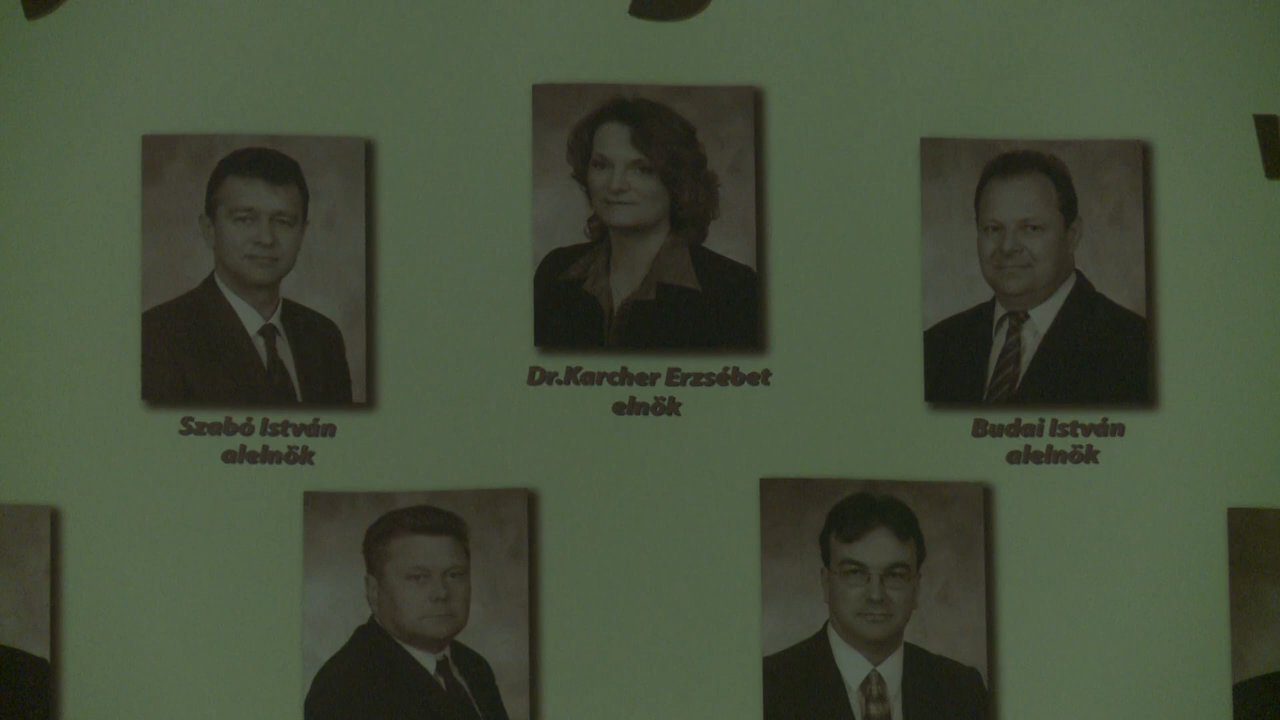 Dr.Karcher Erzsébet
elnök
Szabó István
alelnök
Budai István
alelnök